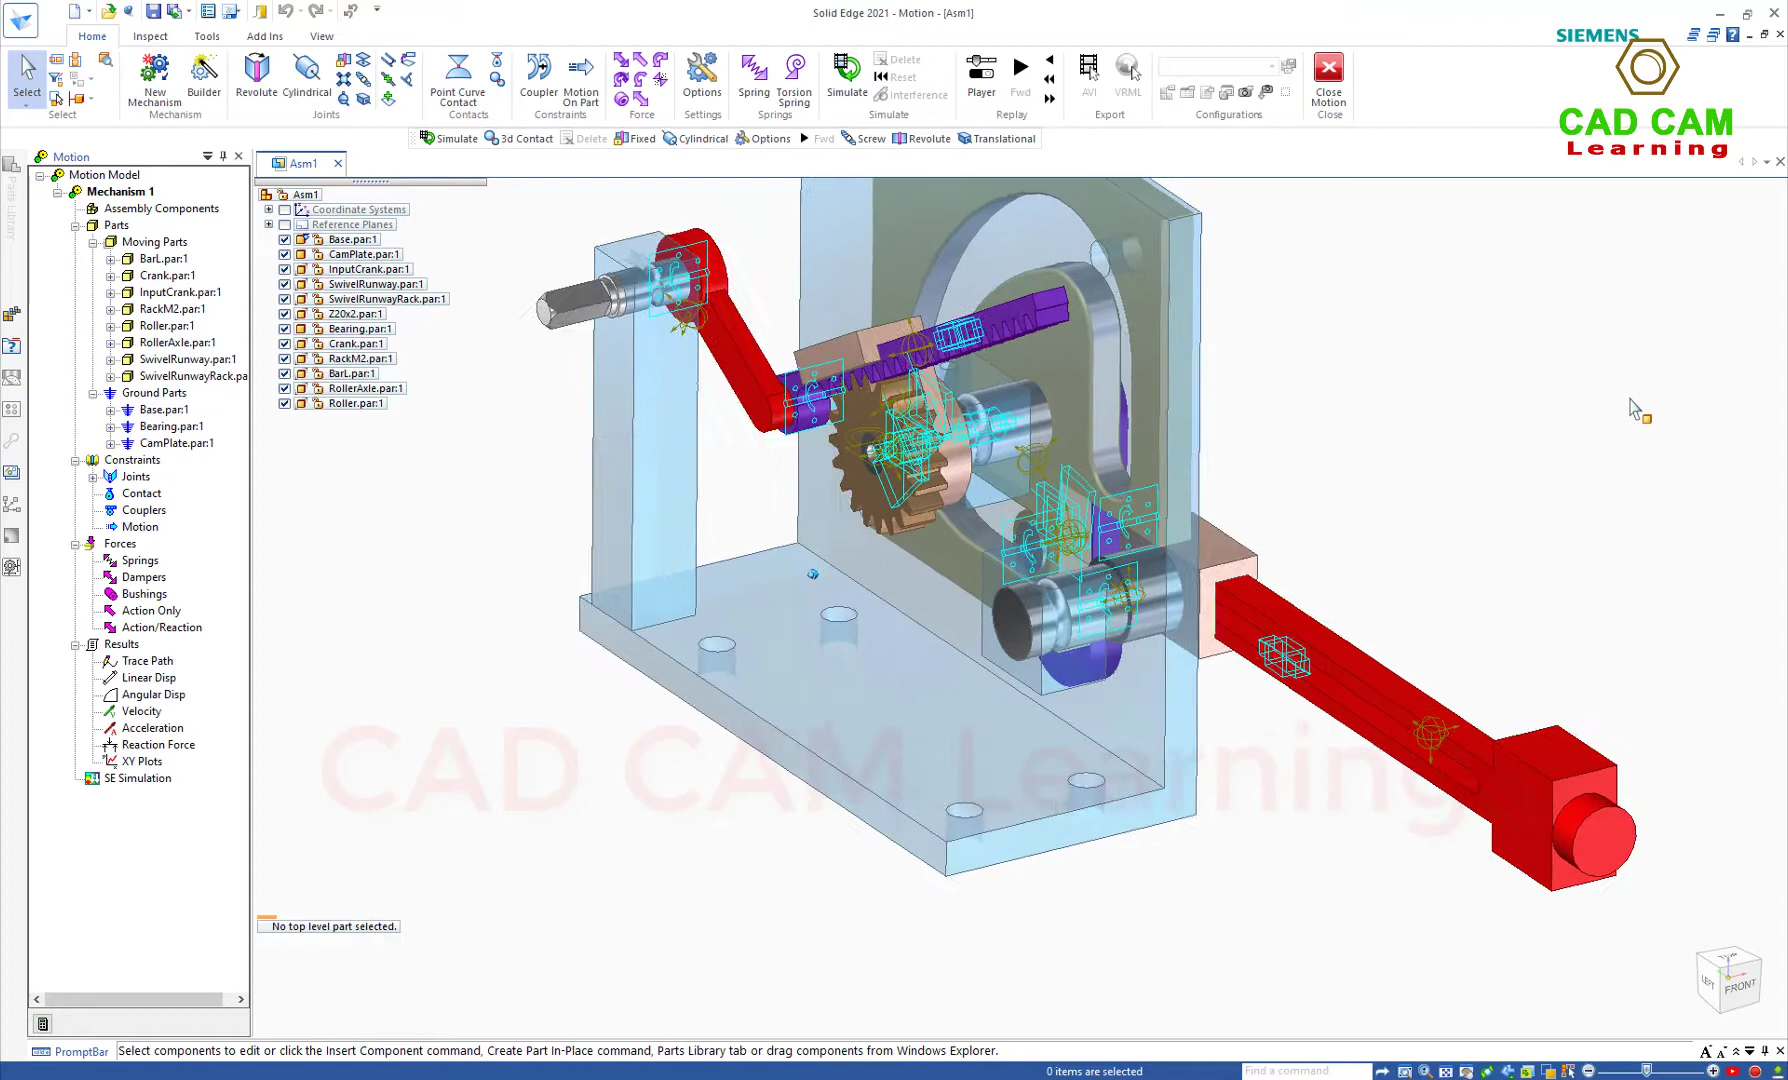 Solid Edge 2021 - Motion - [Asm1]
Home Inspect Tools Add Ins View
SIEMENS
CAD CAM
Learning
Select
New Mechanism
Builder
Revolute
Cylindrical
Point Curve Contact
Coupler
Motion On Part
Options
Spring
Torsion Spring
Simulate
Delete
Reset
Interference
Player
Fwd
AVI
VRML
Close Motion
Select Mechanism Joints Contacts Constraints Force Settings Springs Simulate Replay Export Configurations Close
Simulate 3d Contact Delete Fixed Cylindrical Options Fwd Screw Revolute Translational
Parts Library
Motion
Motion Model
Mechanism 1
Assembly Components
Parts
Moving Parts
BarL.par:1
Crank.par:1
InputCrank.par:1
RackM2.par:1
Roller.par:1
RollerAxle.par:1
SwivelRunway.par:1
SwivelRunwayRack.pa
Ground Parts
Base.par:1
Bearing.par:1
CamPlate.par:1
Constraints
Joints
Contact
Couplers
Motion
Forces
Springs
Dampers
Bushings
Action Only
Action/Reaction
Results
Trace Path
Linear Disp
Angular Disp
Velocity
Acceleration
Reaction Force
XY Plots
SE Simulation
Asm1
Asm1
Coordinate Systems
Reference Planes
Base.par:1
CamPlate.par:1
InputCrank.par:1
SwivelRunway.par:1
SwivelRunwayRack.par:1
Z20x2.par:1
Bearing.par:1
Crank.par:1
RackM2.par:1
BarL.par:1
RollerAxle.par:1
Roller.par:1
CAD CAM Learning
No top level part selected.
TOP
LEFT
FRONT
PromptBar
Select components to edit or click the Insert Component command, Create Part In-Place command, Parts Library tab or drag components from Windows Explorer.
0 items are selected
Find a command